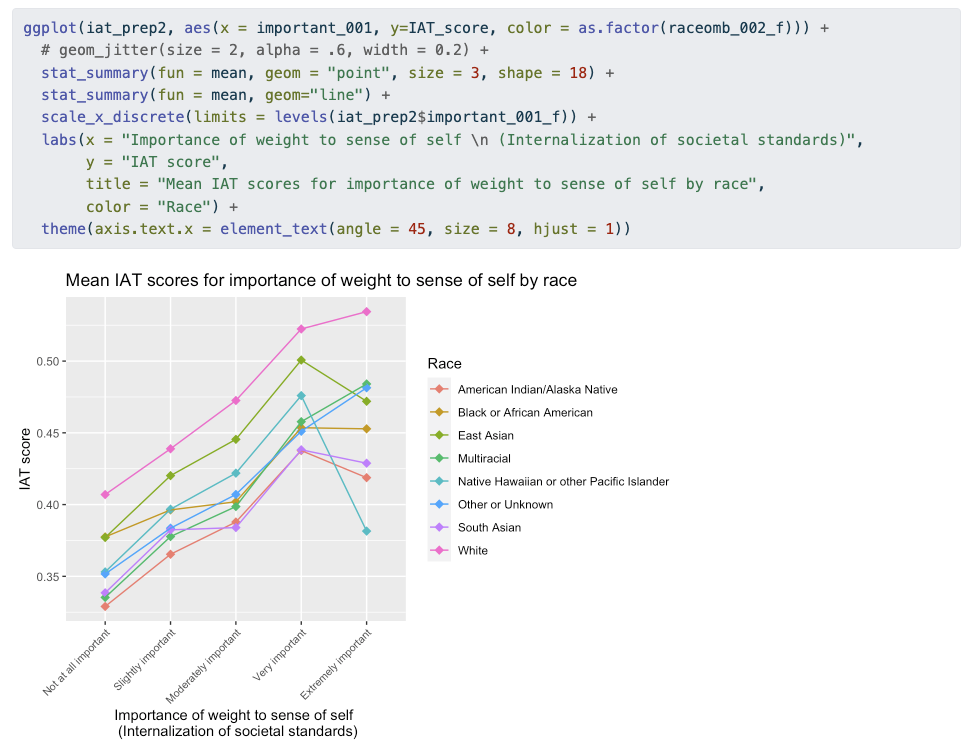 ggplot(iat_prep2, aes(x = important_001, y=IAT_score, color = as.factor(raceomb_002_f))) +
  # geom_jitter(size = 2, alpha = .6, width = 0.2) +
  stat_summary(fun = mean, geom = "point", size = 3, shape = 18) +
  stat_summary(fun = mean, geom="line") +
  scale_x_discrete(limits = levels(iat_prep2$important_001_f)) +
  labs(x = "Importance of weight to sense of self \n (Internalization of societal standards)",
       y = "IAT score",
       title = "Mean IAT scores for importance of weight to sense of self by race",
       color = "Race") +
  theme(axis.text.x = element_text(angle = 45, size = 8, hjust = 1))
Mean IAT scores for importance of weight to sense of self by race
IAT score
0.50
0.45
0.40
0.35
Not at all important
Slightly important
Moderately important
Very important
Extremely important
Importance of weight to sense of self
(Internalization of societal standards)
Race
American Indian/Alaska Native
Black or African American
East Asian
Multiracial
Native Hawaiian or other Pacific Islander
Other or Unknown
South Asian
White